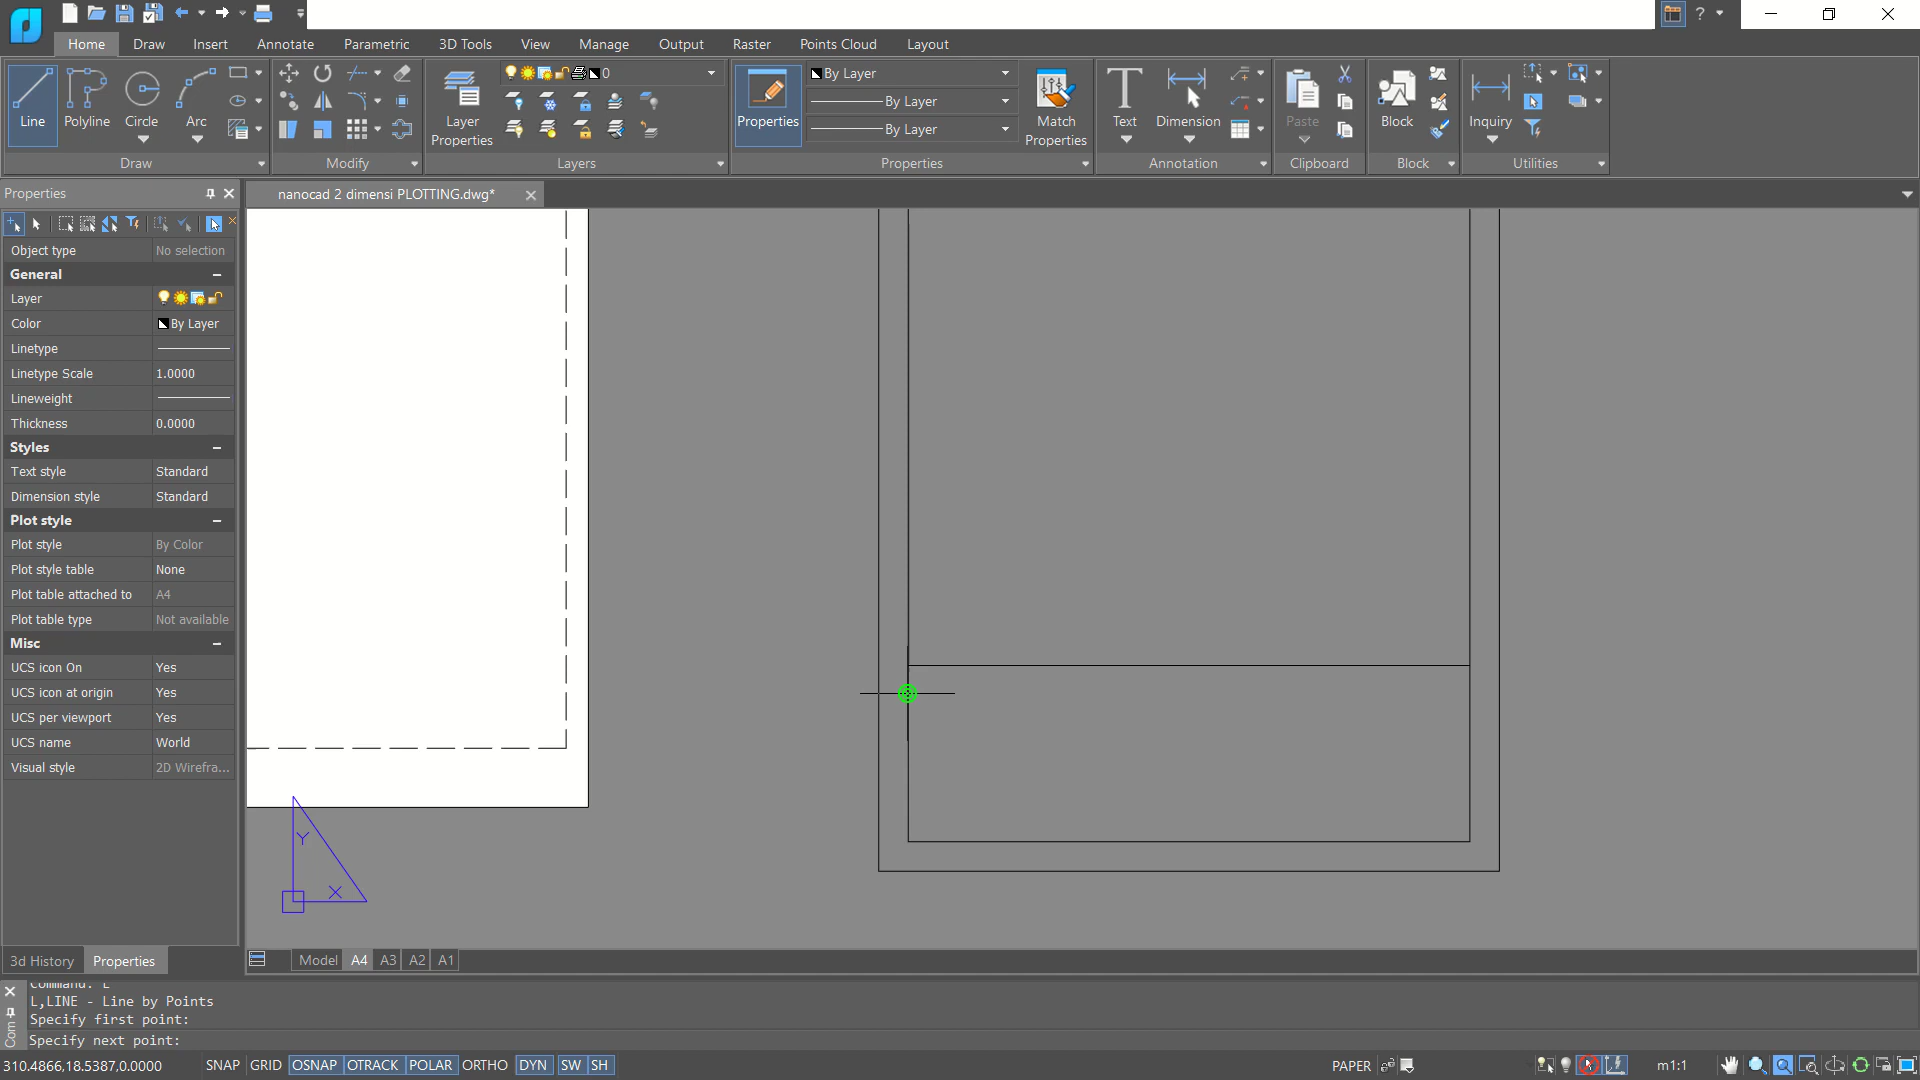 Home Draw Insert Annotate Parametric 3D Tools View Manage Output Raster Points Cloud Layout
?
0
By Layer
By Layer
By Layer
Line Polyline Circle Arc
Layer Properties
Properties
Match Properties
Text Dimension
Paste
Block
Inquiry
Draw Modify Layers Properties Annotation Clipboard Block Utilities
Properties
nanocad 2 dimensi PLOTTING.dwg*
Object type No selection
General
Layer
Color By Layer
Linetype
Linetype Scale 1.0000
Lineweight
Thickness 0.0000
Styles
Text style Standard
Dimension style Standard
Plot style
Plot style By Color
Plot style table None
Plot table attached to A4
Plot table type Not available
Misc
UCS icon On Yes
UCS icon at origin Yes
UCS per viewport Yes
UCS name World
Visual style 2D Wirefra...
Y
X
3d History Properties
Model A4 A3 A2 A1
Command: L
L,LINE - Line by Points
Specify first point:
Specify next point:
Com
310.4866,18.5387,0.0000 SNAP GRID OSNAP OTRACK POLAR ORTHO DYN SW SH PAPER m1:1